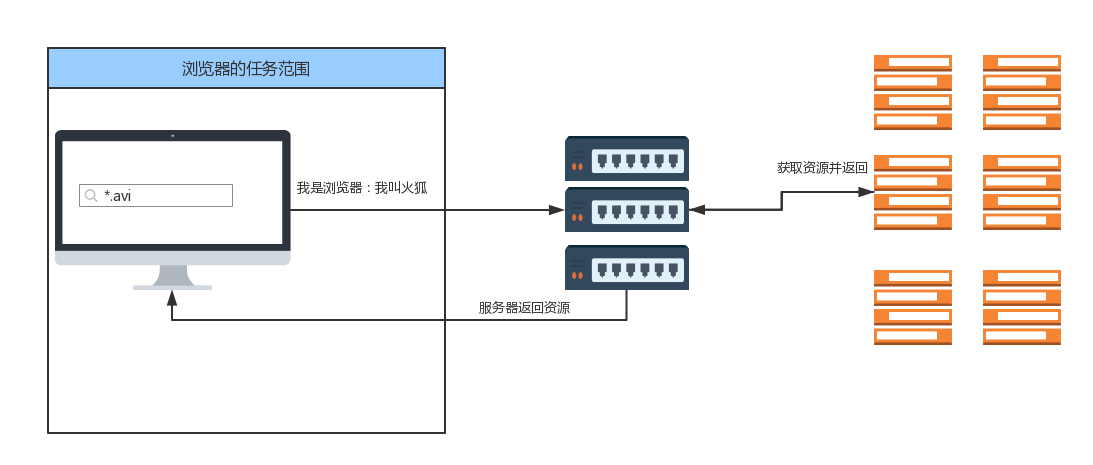 浏览器的任务范围
*.avi
我是浏览器：我叫火狐
获取资源并返回
服务器返回资源